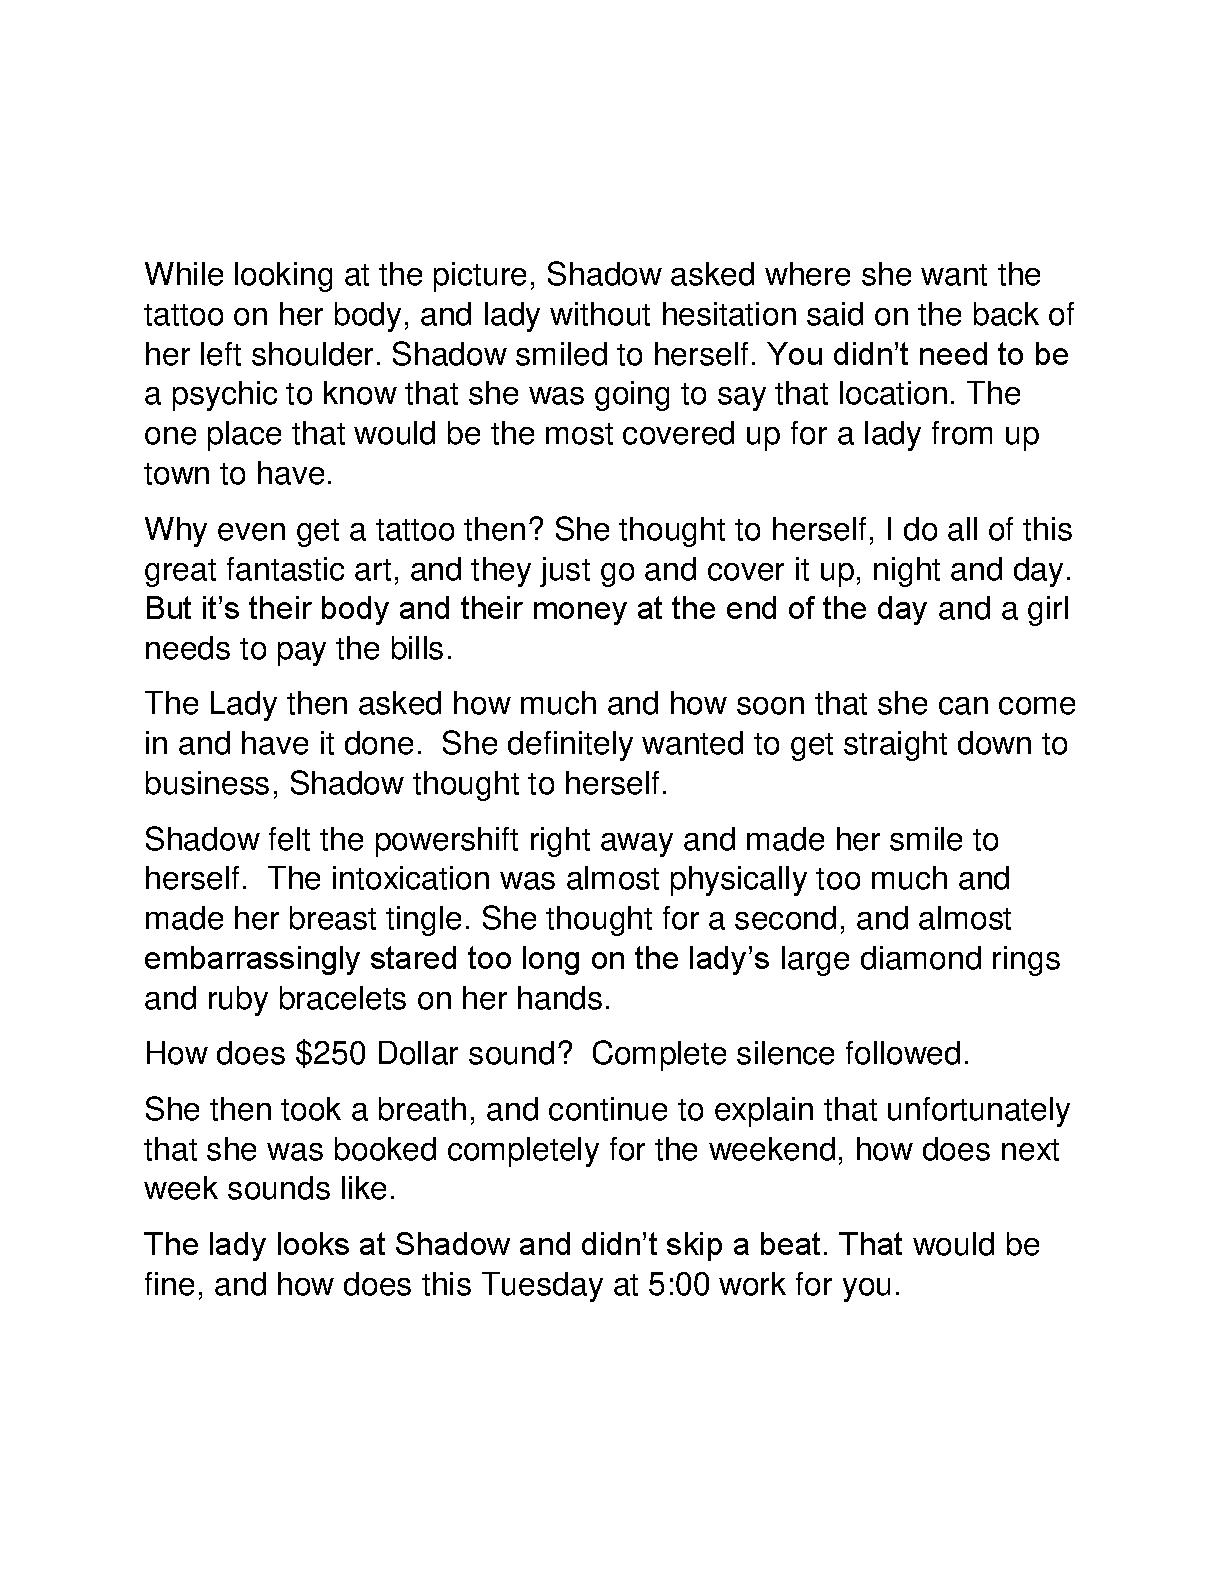 While looking at the picture, Shadow asked where she want the
tattoo on her body, and lady without hesitation said on the back of
her left shoulder. Shadow smiled to herself. You didn’t need to be
a psychic to know that she was going to say that location. The
one place that would be the most covered up for a lady from up
town to have.
Why even get a tattoo then? She thought to herself, I do all of this
great fantastic art, and they just go and cover it up, night and day.
But it’s their body and their money at the end of the day and a girl
needs to pay the bills.
The Lady then asked how much and how soon that she can come
in and have it done.  She definitely wanted to get straight down to
business, Shadow thought to herself.
Shadow felt the powershift right away and made her smile to
herself.  The intoxication was almost physically too much and
made her breast tingle. She thought for a second, and almost
embarrassingly stared too long on the lady’s large diamond rings
and ruby bracelets on her hands.
How does $250 Dollar sound?  Complete silence followed.
She then took a breath, and continue to explain that unfortunately
that she was booked completely for the weekend, how does next
week sounds like.
The lady looks at Shadow and didn’t skip a beat. That would be
fine, and how does this Tuesday at 5:00 work for you.